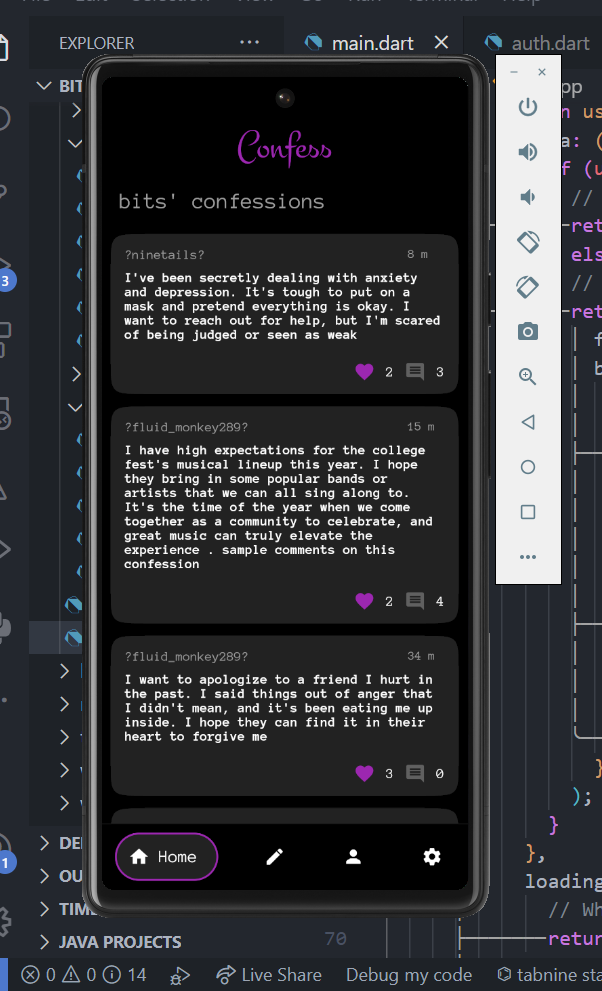 EXPLORER
main.dart
auth.dart
BIT
pp
n us
a: (
f (u
//
ret
els
//
ret
f
b
Confess
bits' confessions
?ninetails?
8 m
I've been secretly dealing with anxiety
and depression. It's tough to put on a
mask and pretend everything is okay. I
want to reach out for help, but I'm scared
of being judged or seen as weak
2
3
?fluid_monkey289?
15 m
I have high expectations for the college
fest's musical lineup this year. I hope
they bring in some popular bands or
artists that we can all sing along to.
It's the time of the year when we come
together as a community to celebrate, and
great music can truly elevate the
experience . sample comments on this
confession
2
4
?fluid_monkey289?
34 m
I want to apologize to a friend I hurt in
the past. I said things out of anger that
I didn't mean, and it's been eating me up
inside. I hope they can find it in their
heart to forgive me
3
0
Home
3
1
DE
OU
TIM
JAVA PROJECTS
}
);
}
},
loading
// Wh
70
retur
0
0
14
Live Share
Debug my code
tabnine sta